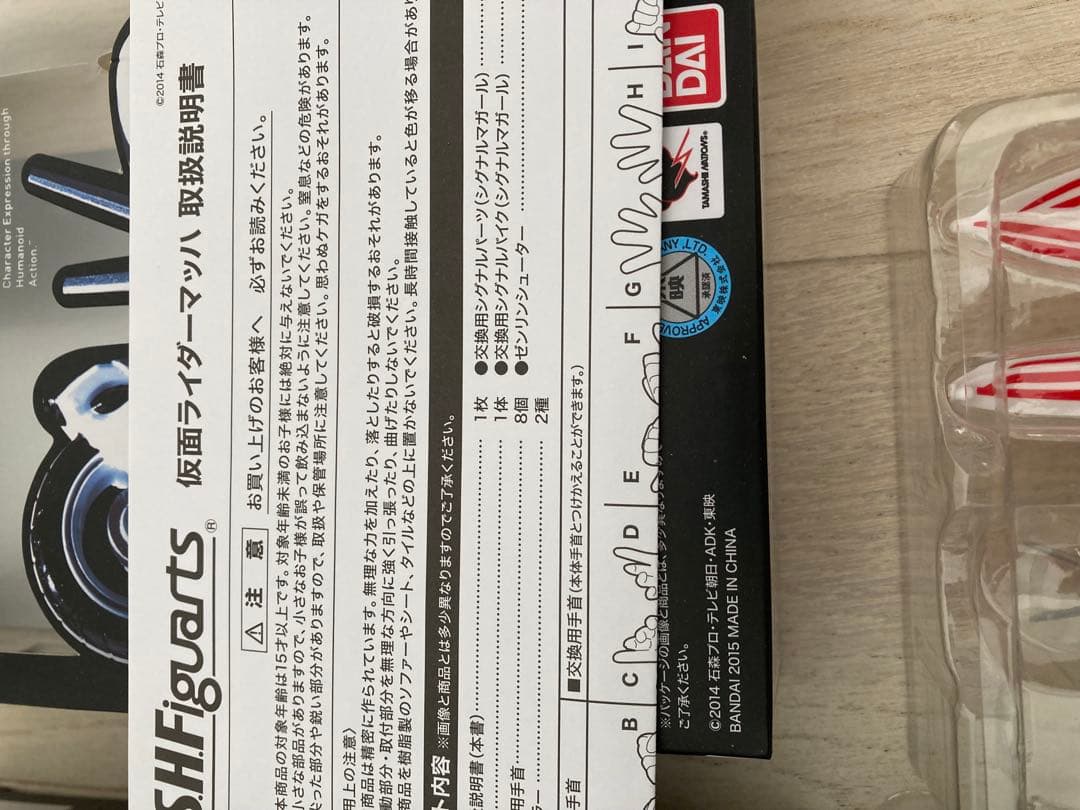 Character Expression through
Humanoid
Action."
S.H.Figuarts®
仮面ライダーマッハ 取扱説明書
©2014 石森プロ・テレビ
⚠ 注 意
お買い上げのお客様へ 必ずお読みください。
本商品の対象年齢は15才以上です。対象年齢未満のお子様には絶対に与えないでください。
小さな部品がありますので、小さなお子様が誤って飲み込まないように注意してください。窒息などの危険があります。
尖った部分や鋭い部分がありますので、取扱や保管場所に注意してください。思わぬケガをするおそれがあります。
用上の注意〉
商品は精密に作られています。無理な力を加えたり、落としたりすると破損するおそれがあります。
動部分・取付部分を無理な方向に強く引っ張ったり、曲げたりしないでください。
商品を樹脂製のソファーやシート、タイルなどの上に置かないでください。長時間接触していると色が移る場合があ
ト内容 ※画像と商品とは多少異なりますのでご了承ください。
説明書(本書) 1枚
1体
用手首 8個
ラー 2種
●交換用シグナルパーツ(シグナルマガール)
●交換用シグナルバイク(シグナルマガール)
●ゼンリンシューター
手首
■交換用手首(本体手首とつけかえることができます。)
B C D E F G H I
DAI
TAMASHII NATIONS®
ANY ,LTD.
映
承認済
東映株式会社
APPROVE
※パッケージの画像と商品とは、多少異なります
ご了承ください。
©2014 石森プロ・テレビ朝日・ADK・東映
BANDAI 2015 MADE IN CHINA